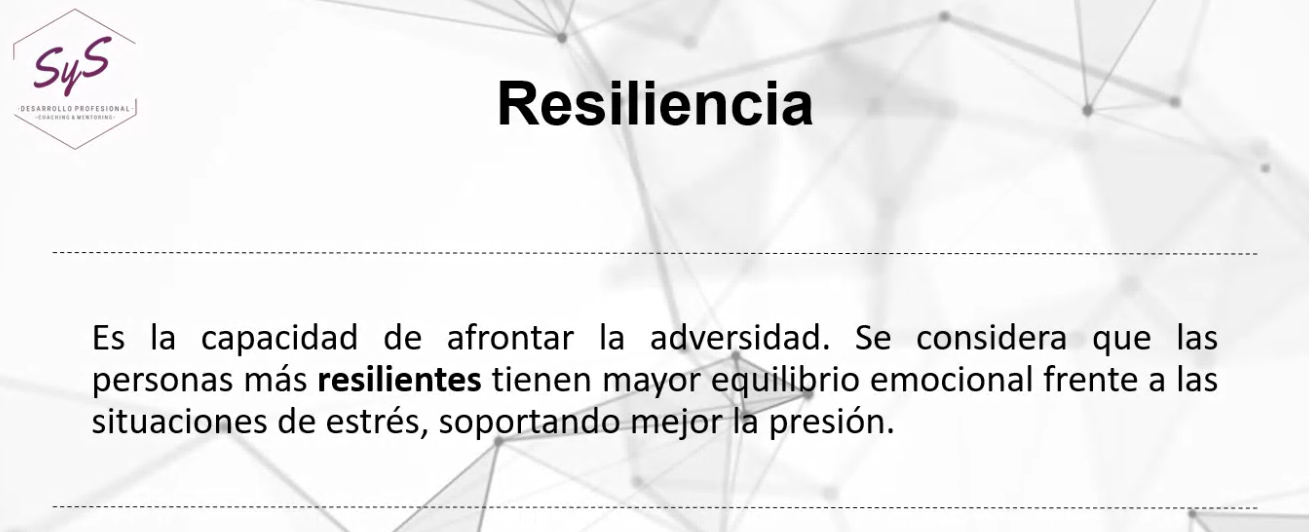 SyS
·DESARROLLO PROFESIONAL·
·COACHING & MENTORING·
Resiliencia
Es la capacidad de afrontar la adversidad. Se considera que las
personas más resilientes tienen mayor equilibrio emocional frente a las
situaciones de estrés, soportando mejor la presión.